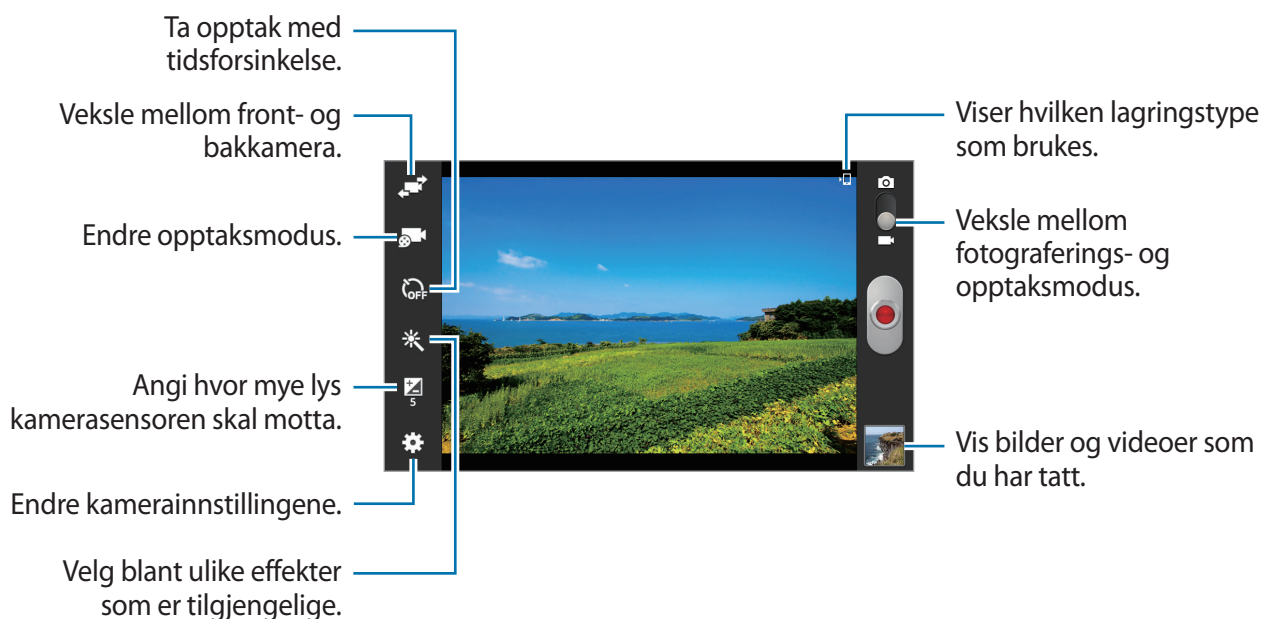 Ta opptak med
tidsforsinkelse.
Veksle mellom front- og
bakkamera.
Endre opptaksmodus.
OFF
Angi hvor mye lys
kamerasensoren skal motta.
5
Endre kamerainnstillingene.
Velg blant ulike effekter
som er tilgjengelige.
Viser hvilken lagringstype
som brukes.
Veksle mellom
fotograferings- og
opptaksmodus.
Vis bilder og videoer som
du har tatt.